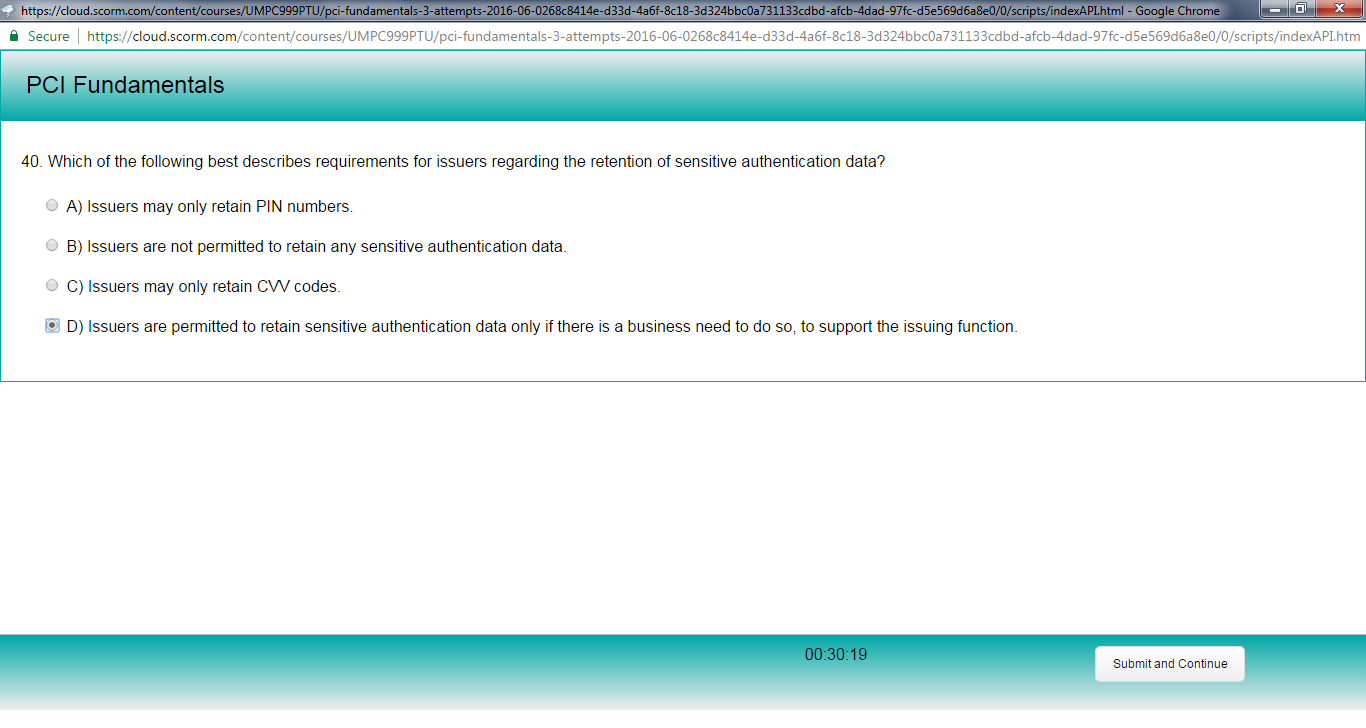 https://cloud.scorm.com/content/courses/UMPC999PTU/pci-fundamentals-3-attempts-2016-06-0268c8414e-d33d-4a6f-8c18-3d324bbc0a731133cdbd-afcb-4dad-97fc-d5e569d6a8e0/0/scripts/indexAPI.html - Google Chrome
Secure | https://cloud.scorm.com/content/courses/UMPC999PTU/pci-fundamentals-3-attempts-2016-06-0268c8414e-d33d-4a6f-8c18-3d324bbc0a731133cdbd-afcb-4dad-97fc-d5e569d6a8e0/0/scripts/indexAPI.htm
PCI Fundamentals
40. Which of the following best describes requirements for issuers regarding the retention of sensitive authentication data?
A) Issuers may only retain PIN numbers.
B) Issuers are not permitted to retain any sensitive authentication data.
C) Issuers may only retain CVV codes.
D) Issuers are permitted to retain sensitive authentication data only if there is a business need to do so, to support the issuing function.
00:30:19
Submit and Continue